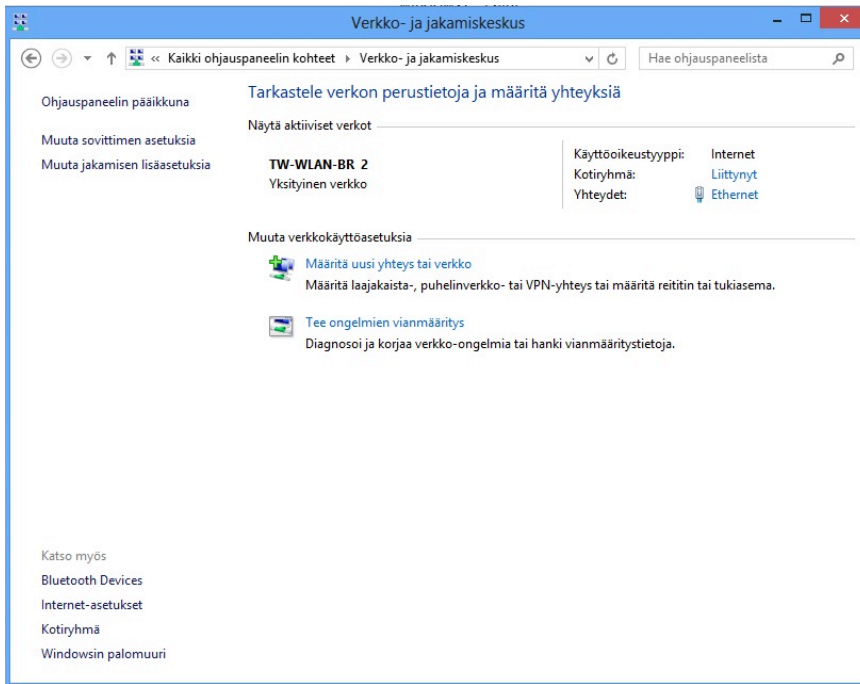 Verkko- ja jakamiskeskus
« Kaikki ohjauspaneelin kohteet ▸ Verkko- ja jakamiskeskus
Hae ohjauspaneelista
Ohjauspaneelin pääikkuna
Muuta sovittimen asetuksia
Muuta jakamisen lisäasetuksia
Tarkastele verkon perustietoja ja määritä yhteyksiä
Näytä aktiiviset verkot
TW-WLAN-BR 2
Yksityinen verkko
Käyttöoikeustyyppi: Internet
Kotiryhmä: Liittynyt
Yhteydet: Ethernet
Muuta verkkokäyttöasetuksia
Määritä uusi yhteys tai verkko
Määritä laajakaista-, puhelinverkko- tai VPN-yhteys tai määritä reititin tai tukiasema.
Tee ongelmien vianmääritys
Diagnosoi ja korjaa verkko-ongelmia tai hanki vianmääritystietoja.
Katso myös
Bluetooth Devices
Internet-asetukset
Kotiryhmä
Windowsin palomuuri